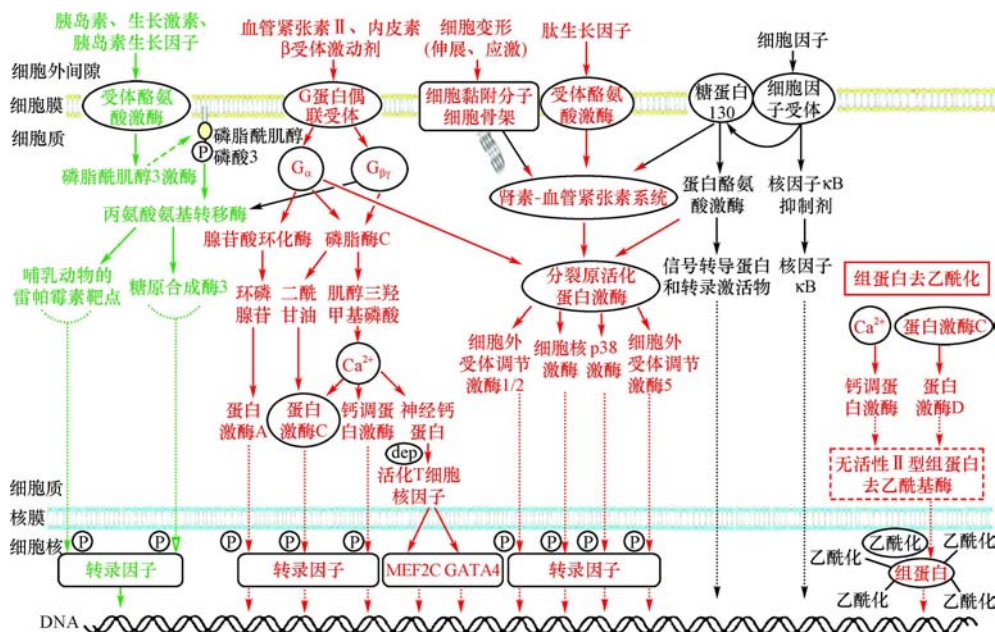 胰岛素、生长激素、
胰岛素生长因子
血管紧张素Ⅱ、内皮素
β受体激动剂
细胞变形
(伸展、应激)
肽生长因子
细胞因子
细胞外间隙
细胞膜
细胞质
受体酪氨
酸激酶
G蛋白偶
联受体
细胞黏附分子
细胞骨架
受体酪氨
酸激酶
糖蛋白
130
细胞因
子受体
磷脂酰肌醇
磷酸3
P
磷脂酰肌醇3激酶
Gα
Gβγ
肾素-血管紧张素系统
蛋白酪氨
酸激酶
核因子κB
抑制剂
丙氨酸氨基转移酶
腺苷酸环化酶
磷脂酶C
哺乳动物的
雷帕霉素靶点
糖原合成酶3
环磷
腺苷
二酰
甘油
肌醇三羟
甲基磷酸
分裂原活化
蛋白激酶
信号转导蛋白
和转录激活物
核因子
κB
组蛋白去乙酰化
Ca²⁺
蛋白激酶C
Ca²⁺
细胞外
受体调节
激酶1/2
细胞核
激酶
p38
激酶
细胞外
受体调节
激酶5
钙调蛋
白激酶
蛋白
激酶D
蛋白
激酶A
蛋白
激酶C
钙调蛋
白激酶
神经钙
蛋白
dep
活化T细胞
核因子
无活性Ⅱ型组蛋白
去乙酰基酶
细胞质
核膜
细胞核
P
P
P
P
P
P
P
P
P
转录因子
转录因子
MEF2C GATA4
转录因子
乙酰化
乙酰化
乙酰化
组蛋白
乙酰化
乙酰化
DNA